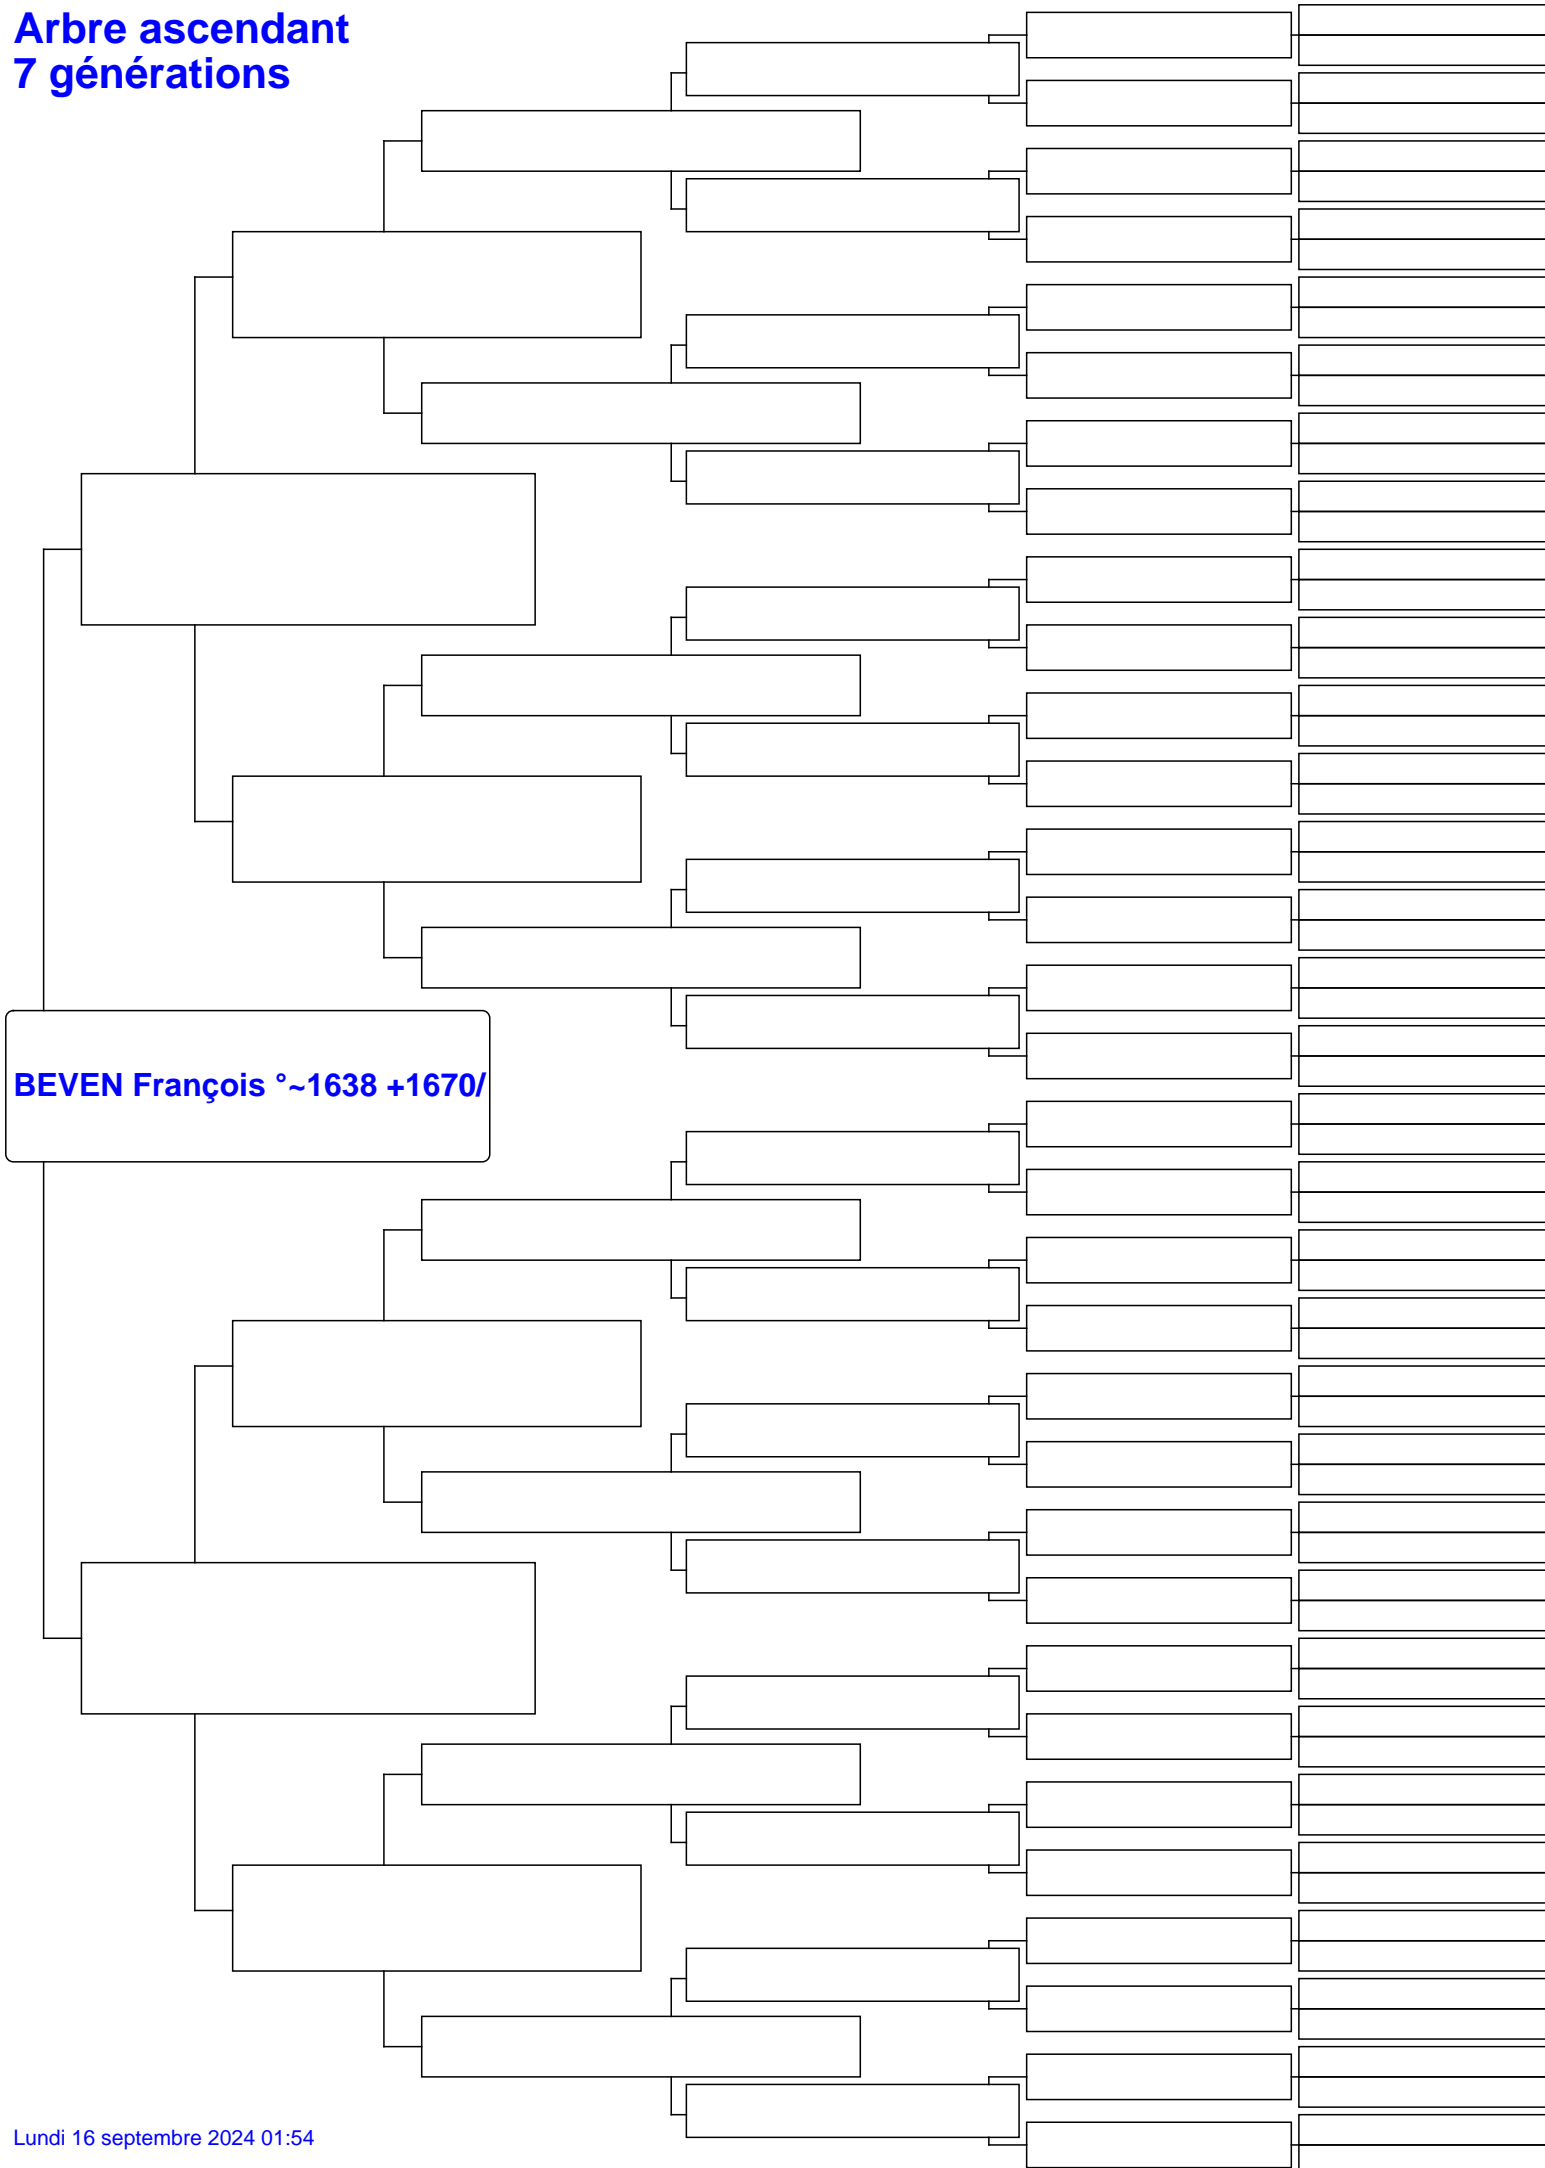 Arbre ascendant
7 générations
BEVEN François °~1638 +1670/
Lundi 16 septembre 2024 01:54